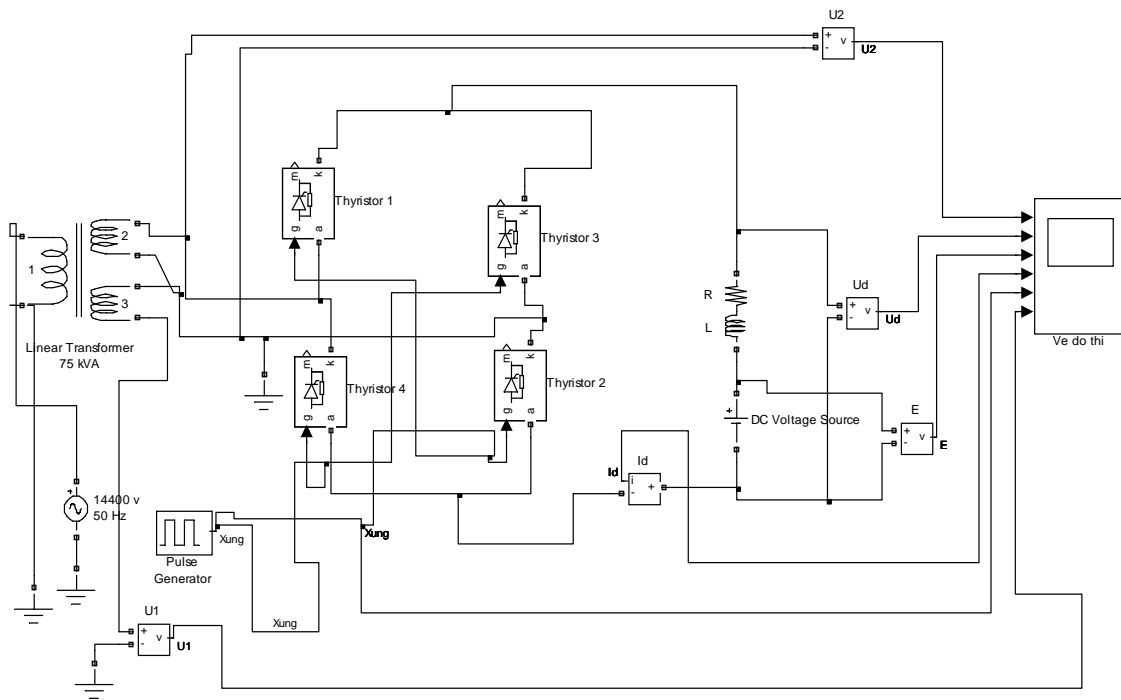 U2
+
v
-
U2
m
k
Thyristor 1
g
a
m
k
Thyristor 3
g
a
1
2
3
Linear Transformer
75 kVA
m
k
Thyristor 4
g
a
m
k
Thyristor 2
g
a
R
L
Ud
+
v
-
Ud
Ve do thi
+
DC Voltage Source
E
+
v
-
E
Id
Id
i
+
-
+
14400 v
50 Hz
Pulse
Generator
Xung
Xung
Xung
U1
+
v
-
U1